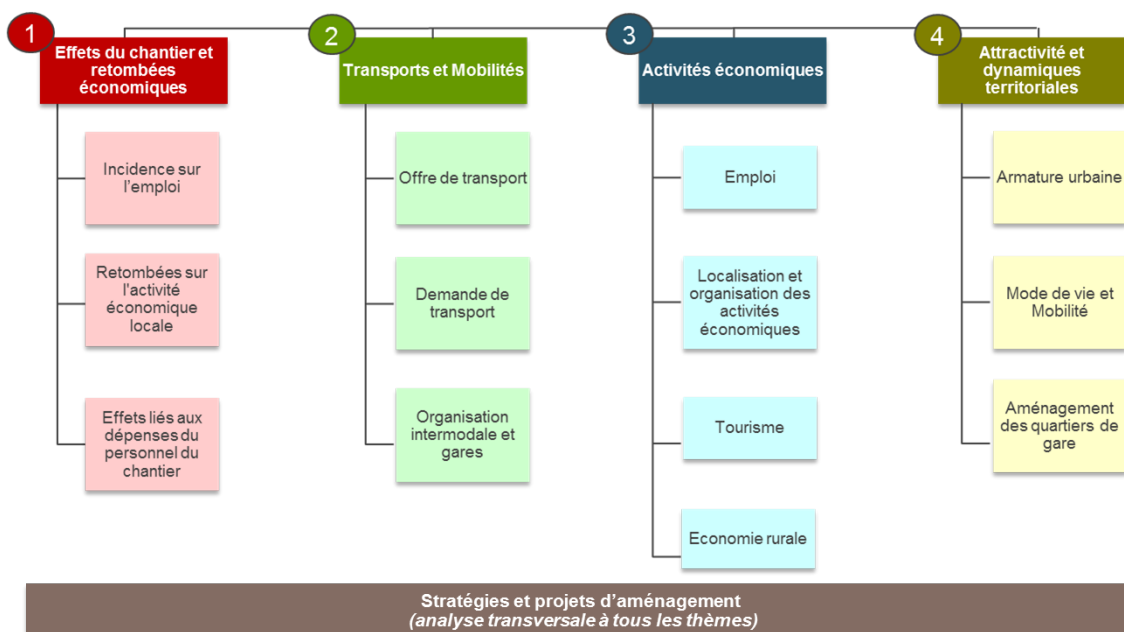 1
Effets du chantier et
retombées
économiques
Incidence sur
l'emploi
Retombées sur
l'activité
économique
locale
Effets liés aux
dépenses du
personnel du
chantier
2
Transports et Mobilités
Offre de transport
Demande de
transport
Organisation
intermodale et
gares
3
Activités économiques
Emploi
Localisation et
organisation des
activités
économiques
Tourisme
Economie rurale
4
Attractivité et
dynamiques
territoriales
Armature urbaine
Mode de vie et
Mobilité
Aménagement
des quartiers de
gare
Stratégies et projets d'aménagement
(analyse transversale à tous les thèmes)